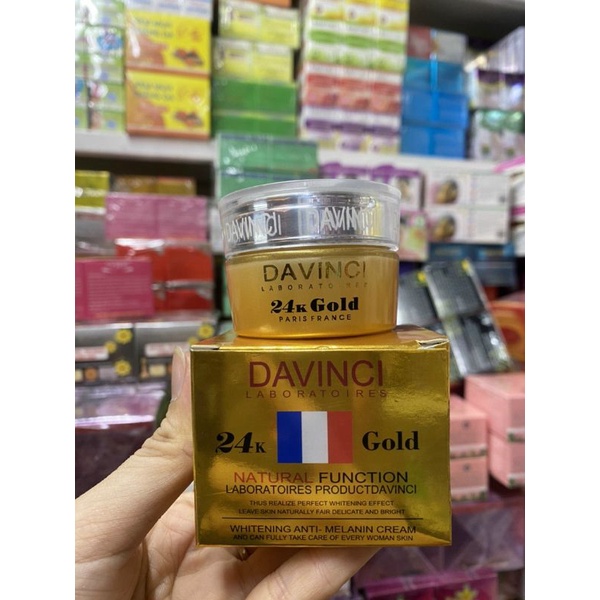 DAVINCI
DAVINCI
LABORATOIRES
24K Gold
PARIS FRANCE
DAVINCI
LABORATOIRES
24K Gold
NATURAL FUNCTION
LABORATOIRES PRODUCTDAVINCI
THUS REALIZE PERFECT WHITENING EFFECT
LEAVE SKIN NATURALLY FAIR DELICATE AND BRIGHT
WHITENING ANTI- MELANIN CREAM
AND CAN FULLY TAKE CARE OF EVERY WOMAN SKIN